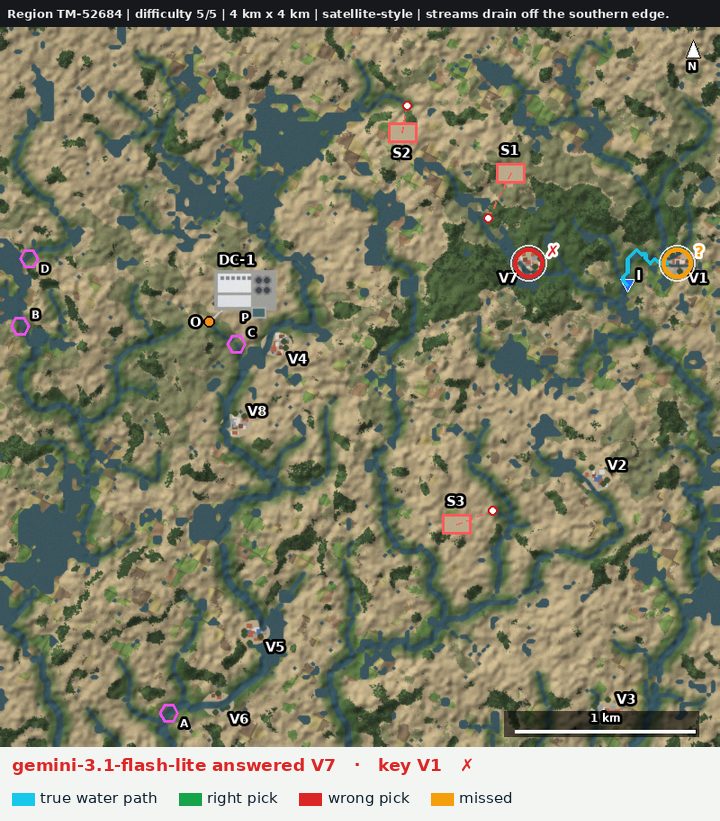 Region TM-52684 | difficulty 5/5 | 4 km x 4 km | satellite-style | streams drain off the southern edge.
N
S2
S1
D
DC-1
V7
✗
?
I
V1
B
O
P
C
V4
V8
V2
S3
V5
A
V6
V3
1 km
gemini-3.1-flash-lite answered V7 · key V1 ✗
true water path
right pick
wrong pick
missed